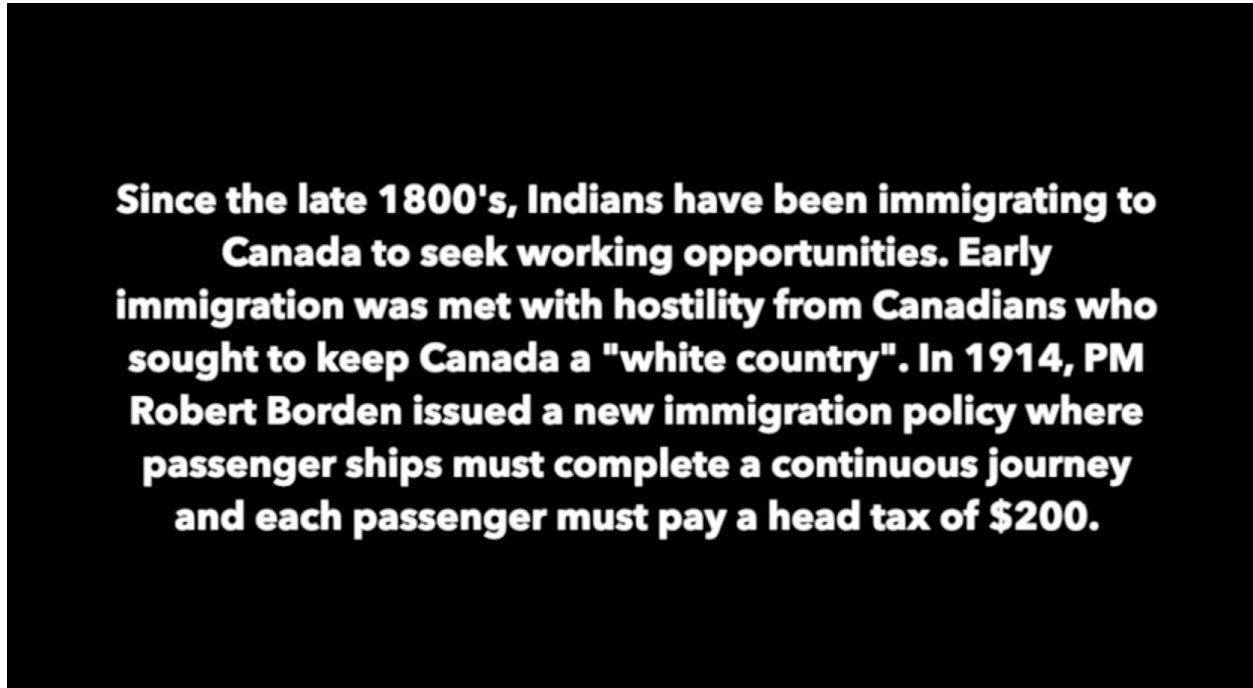 Since the late 1800's, Indians have been immigrating to
Canada to seek working opportunities. Early
immigration was met with hostility from Canadians who
sought to keep Canada a "white country". In 1914, PM
Robert Borden issued a new immigration policy where
passenger ships must complete a continuous journey
and each passenger must pay a head tax of $200.